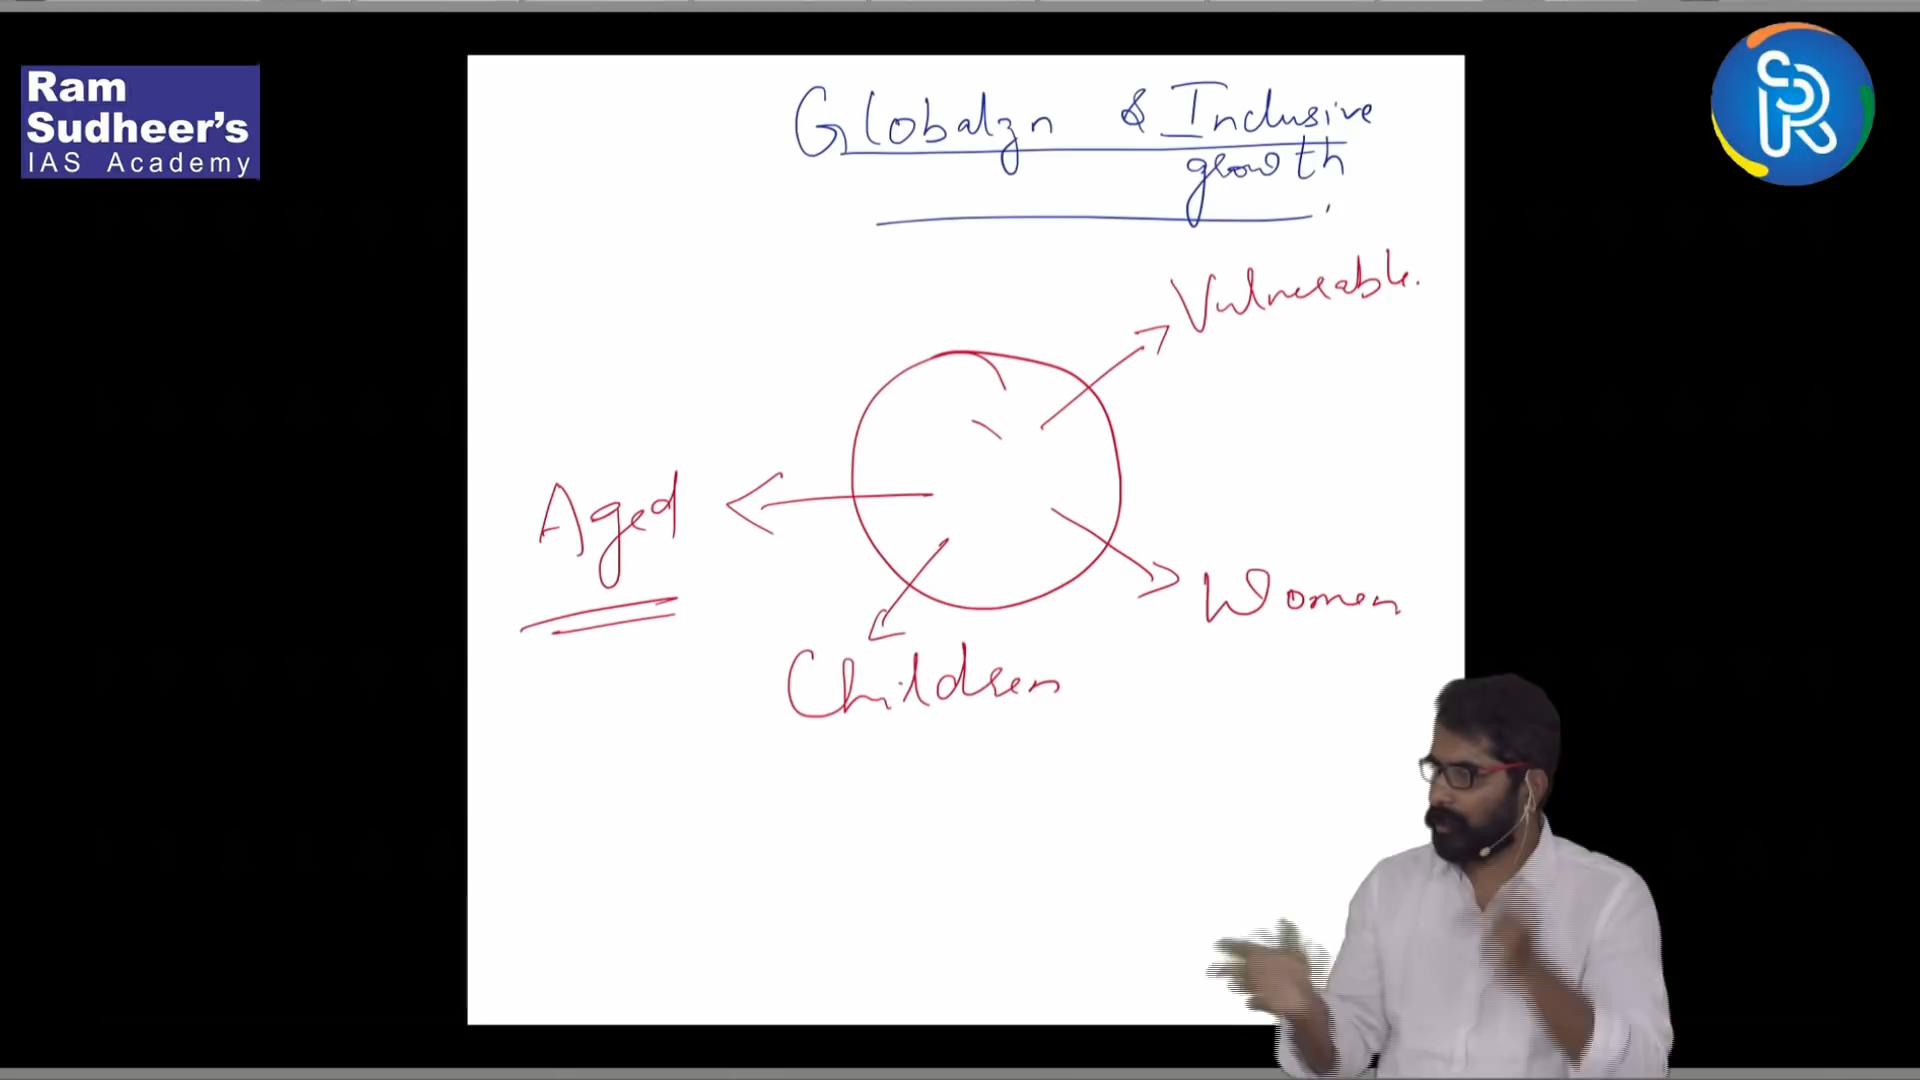 Ram
Sudheer's
IAS Academy
Globalzn & Inclusive
growth
Vulnerable.
Aged
Women
Children